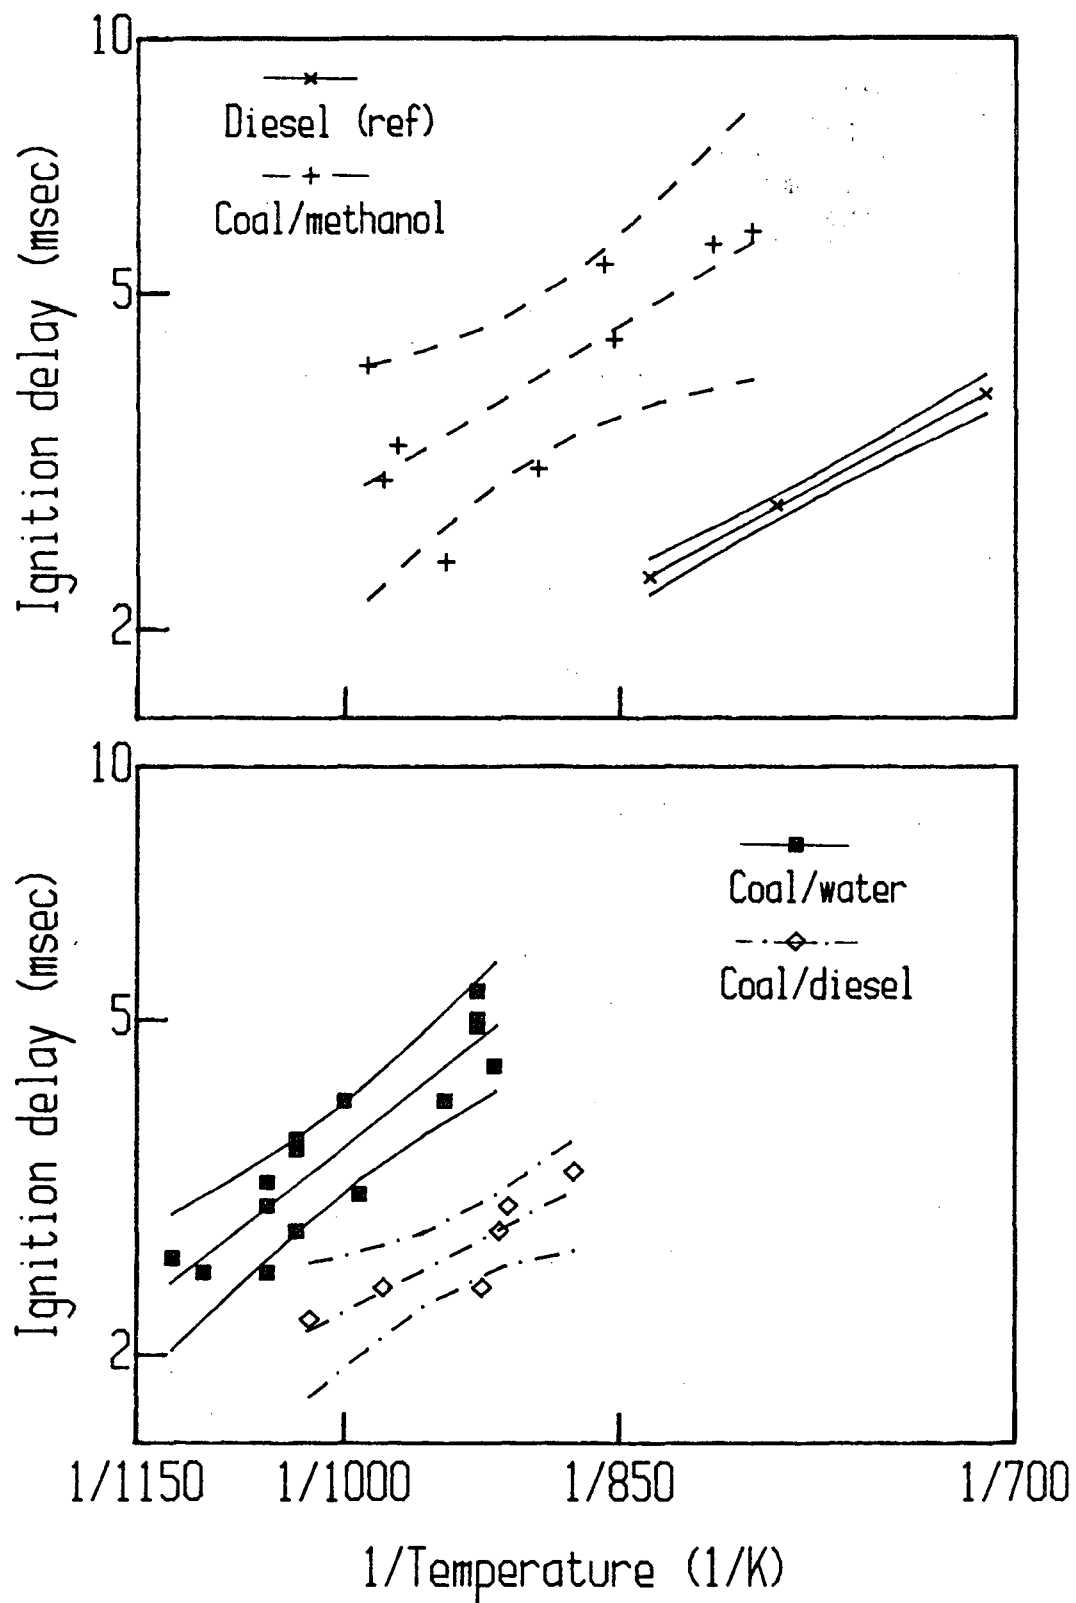 10
Diesel (ref)
Coal/methanol
5
2
Ignition delay (msec)
10
Coal/water
Coal/diesel
5
2
Ignition delay (msec)
1/1150 1/1000 1/850 1/700
1/Temperature (1/K)